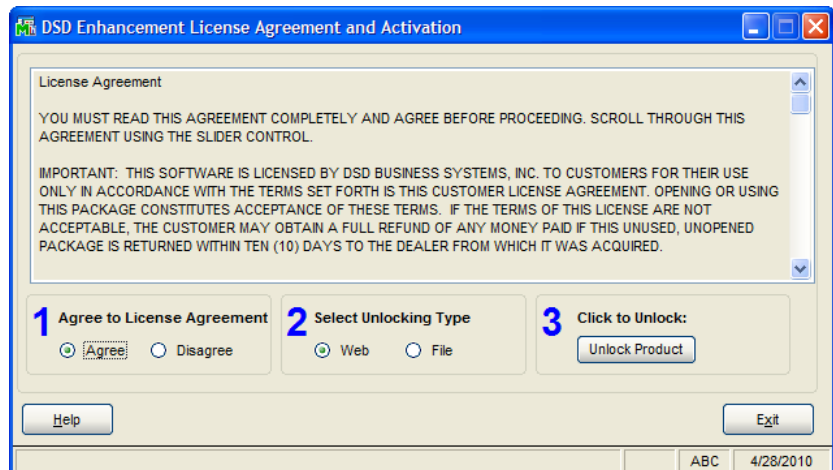 DSD Enhancement License Agreement and Activation
License Agreement
YOU MUST READ THIS AGREEMENT COMPLETELY AND AGREE BEFORE PROCEEDING. SCROLL THROUGH THIS
AGREEMENT USING THE SLIDER CONTROL.
IMPORTANT: THIS SOFTWARE IS LICENSED BY DSD BUSINESS SYSTEMS, INC. TO CUSTOMERS FOR THEIR USE
ONLY IN ACCORDANCE WITH THE TERMS SET FORTH IS THIS CUSTOMER LICENSE AGREEMENT. OPENING OR USING
THIS PACKAGE CONSTITUTES ACCEPTANCE OF THESE TERMS. IF THE TERMS OF THIS LICENSE ARE NOT
ACCEPTABLE, THE CUSTOMER MAY OBTAIN A FULL REFUND OF ANY MONEY PAID IF THIS UNUSED, UNOPENED
PACKAGE IS RETURNED WITHIN TEN (10) DAYS TO THE DEALER FROM WHICH IT WAS ACQUIRED.
1 Agree to License Agreement
Agree Disagree
2 Select Unlocking Type
Web File
3 Click to Unlock:
Unlock Product
Help
Exit
ABC 4/28/2010